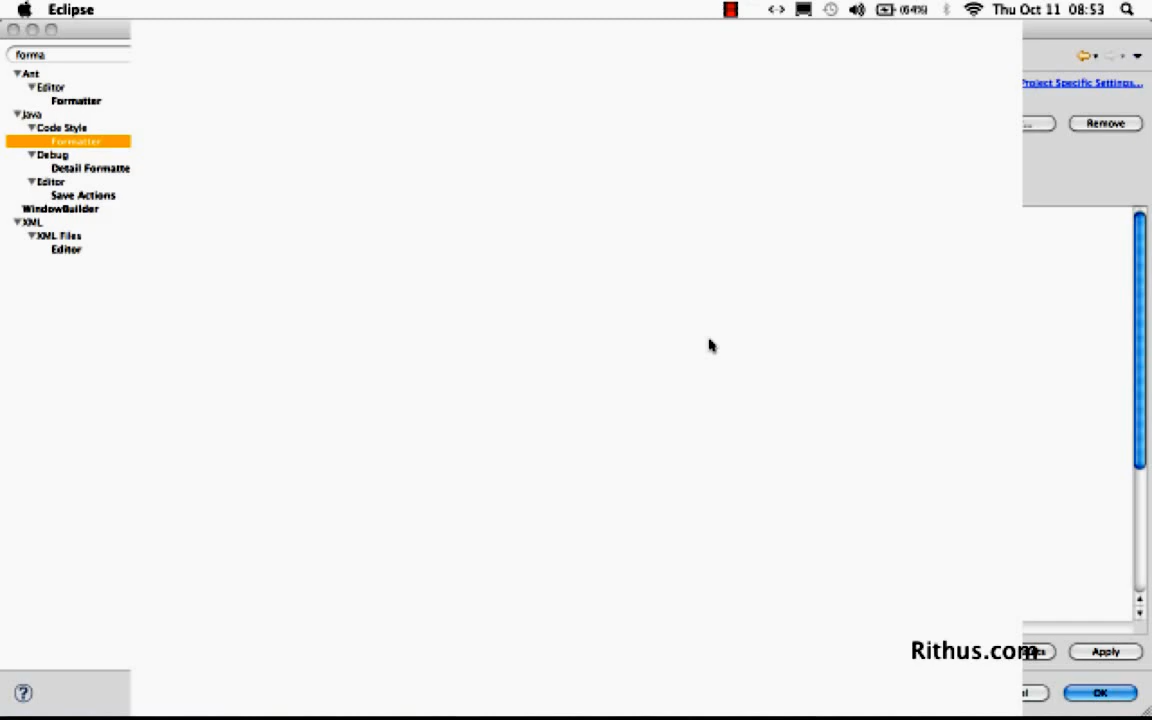 Eclipse
(64%)
Thu Oct 11 08:53
forma
Ant
Editor
Formatter
Project Specific Settings...
Java
Code Style
... Remove
Formatter
Debug
Detail Formatte
Editor
Save Actions
WindowBuilder
XML
XML Files
Editor
Rithus.com
Apply
?
OK